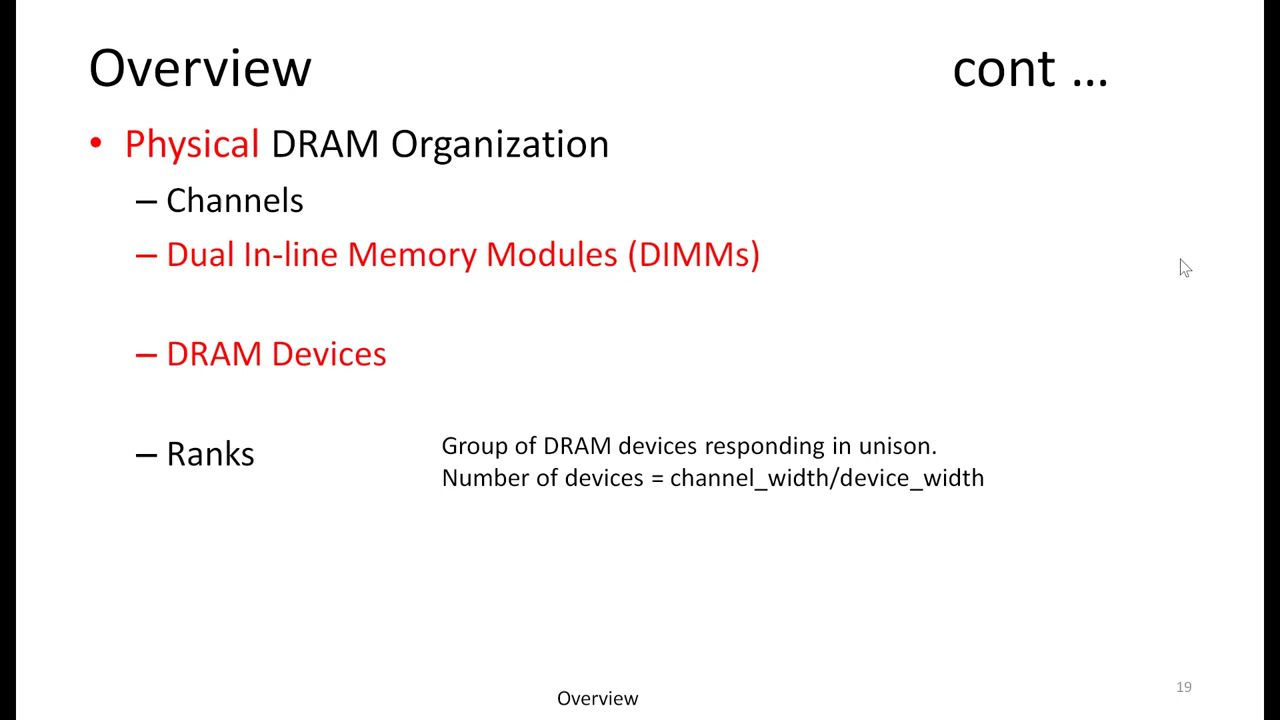 Overview cont ...
• Physical DRAM Organization
– Channels
– Dual In-line Memory Modules (DIMMs)
– DRAM Devices
– Ranks
Group of DRAM devices responding in unison.
Number of devices = channel_width/device_width
19
Overview